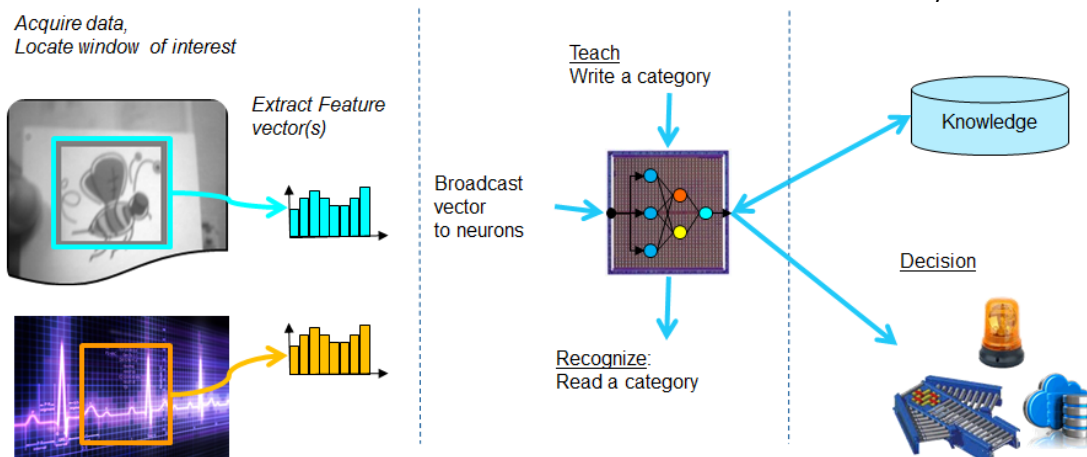 Acquire data,
Locate window of interest
Extract Feature
vector(s)
Broadcast
vector
to neurons
Teach
Write a category
Recognize:
Read a category
Knowledge
Decision